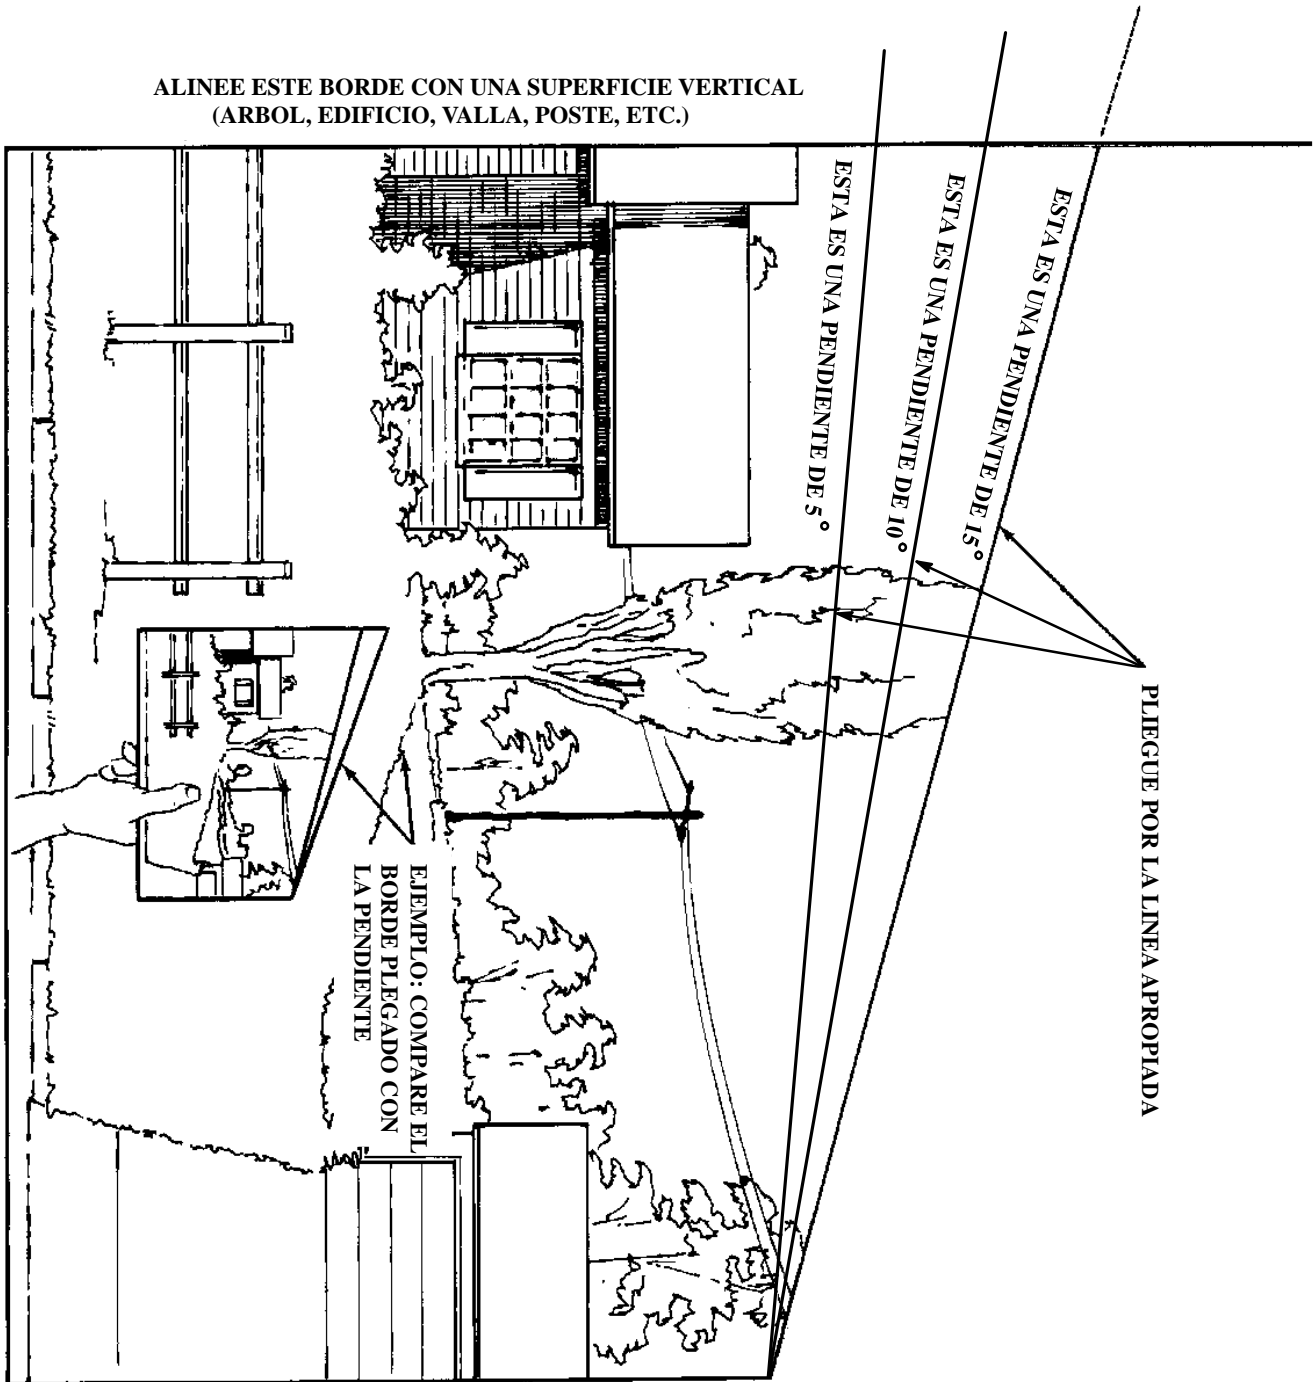 ALINEE ESTE BORDE CON UNA SUPERFICIE VERTICAL
(ARBOL, EDIFICIO, VALLA, POSTE, ETC.)
ESTA ES UNA PENDIENTE DE 5°
ESTA ES UNA PENDIENTE DE 10°
ESTA ES UNA PENDIENTE DE 15°
PLIEGUE POR LA LINEA APROPIADA
EJEMPLO: COMPARE EL
BORDE PLEGADO CON
LA PENDIENTE